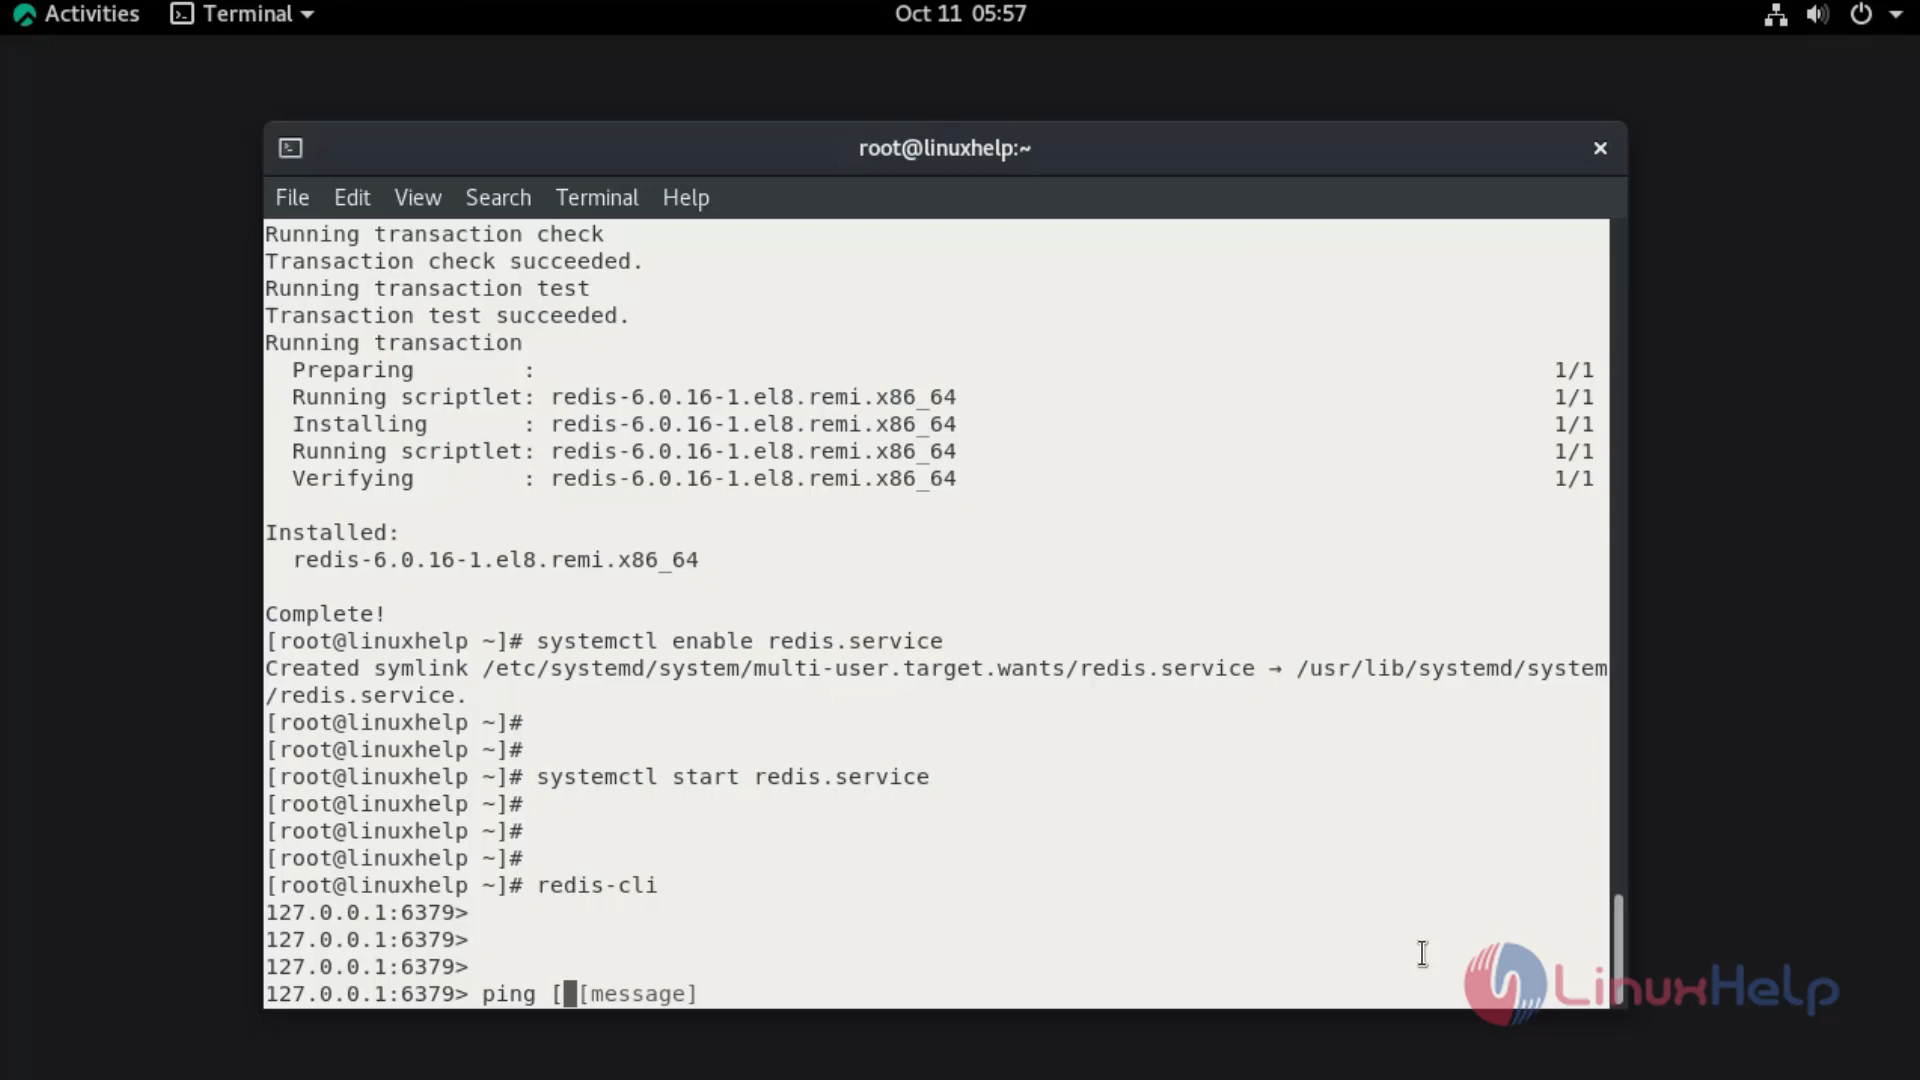 Activities Terminal Oct 11 05:57
root@linuxhelp:~ ×
File Edit View Search Terminal Help
Running transaction check
Transaction check succeeded.
Running transaction test
Transaction test succeeded.
Running transaction
Preparing : 1/1
Running scriptlet: redis-6.0.16-1.el8.remi.x86_64 1/1
Installing : redis-6.0.16-1.el8.remi.x86_64 1/1
Running scriptlet: redis-6.0.16-1.el8.remi.x86_64 1/1
Verifying : redis-6.0.16-1.el8.remi.x86_64 1/1
Installed:
redis-6.0.16-1.el8.remi.x86_64
Complete!
[root@linuxhelp ~]# systemctl enable redis.service
Created symlink /etc/systemd/system/multi-user.target.wants/redis.service → /usr/lib/systemd/system
/redis.service.
[root@linuxhelp ~]#
[root@linuxhelp ~]#
[root@linuxhelp ~]# systemctl start redis.service
[root@linuxhelp ~]#
[root@linuxhelp ~]#
[root@linuxhelp ~]#
[root@linuxhelp ~]# redis-cli
127.0.0.1:6379>
127.0.0.1:6379>
127.0.0.1:6379>
127.0.0.1:6379> ping [ [message]
LinuxHelp